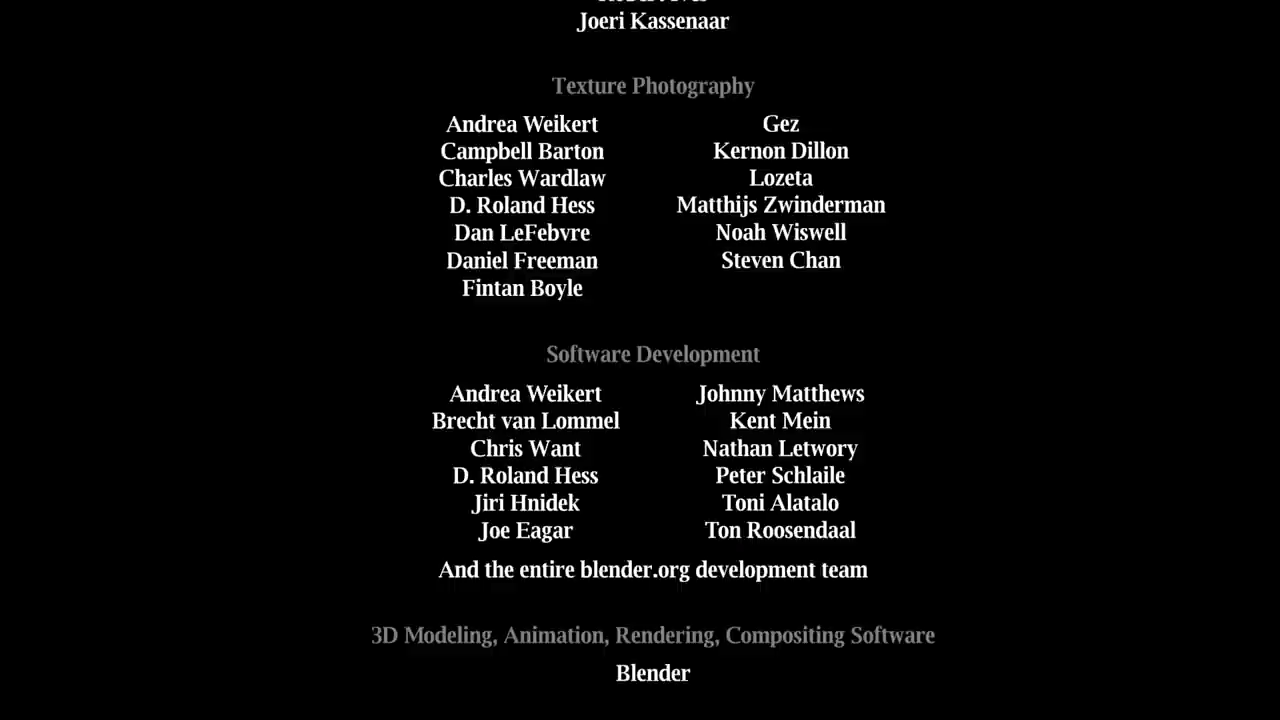 Joeri Kassenaar
Texture Photography
Andrea Weikert
Campbell Barton
Charles Wardlaw
D. Roland Hess
Dan LeFebvre
Daniel Freeman
Fintan Boyle
Gez
Kernon Dillon
Lozeta
Matthijs Zwinderman
Noah Wiswell
Steven Chan
Software Development
Andrea Weikert
Brecht van Lommel
Chris Want
D. Roland Hess
Jiri Hnidek
Joe Eagar
Johnny Matthews
Kent Mein
Nathan Letwory
Peter Schlaile
Toni Alatalo
Ton Roosendaal
And the entire blender.org development team
3D Modeling, Animation, Rendering, Compositing Software
Blender